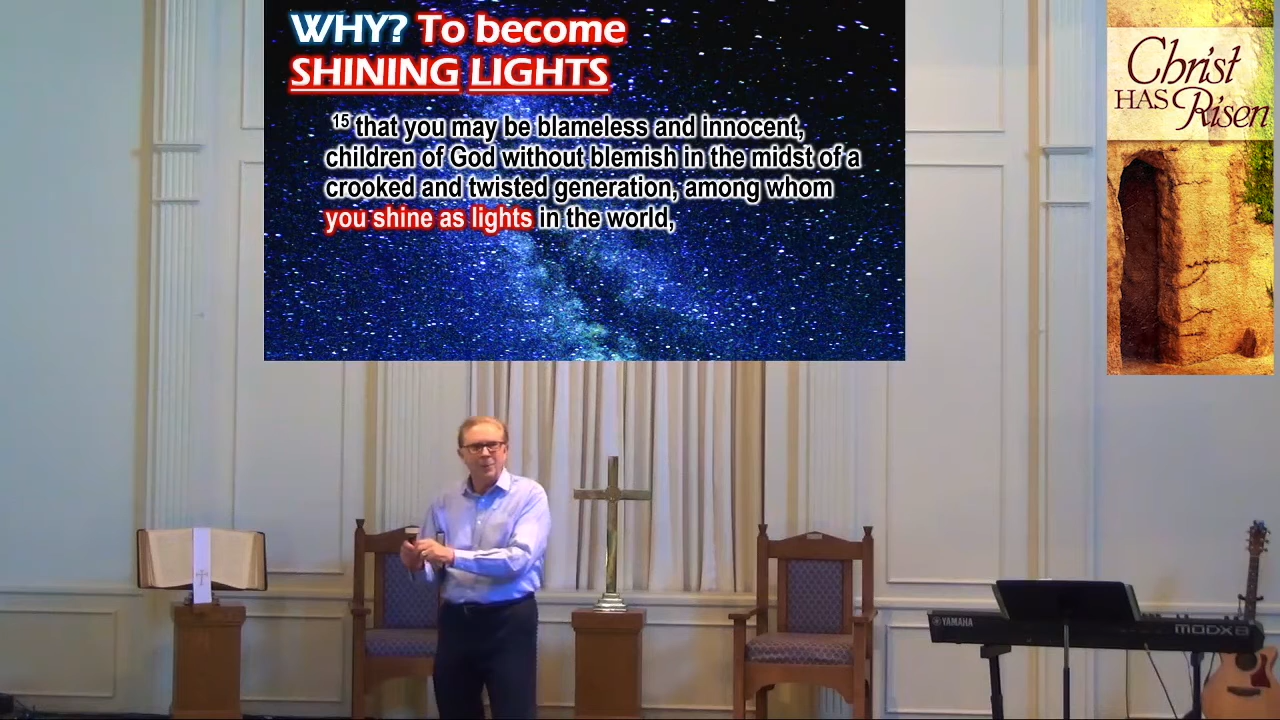 WHY? To become
SHINING LIGHTS
15 that you may be blameless and innocent,
children of God without blemish in the midst of a
crooked and twisted generation, among whom
you shine as lights in the world,
Christ
HAS Risen
YAMAHA
MODX8